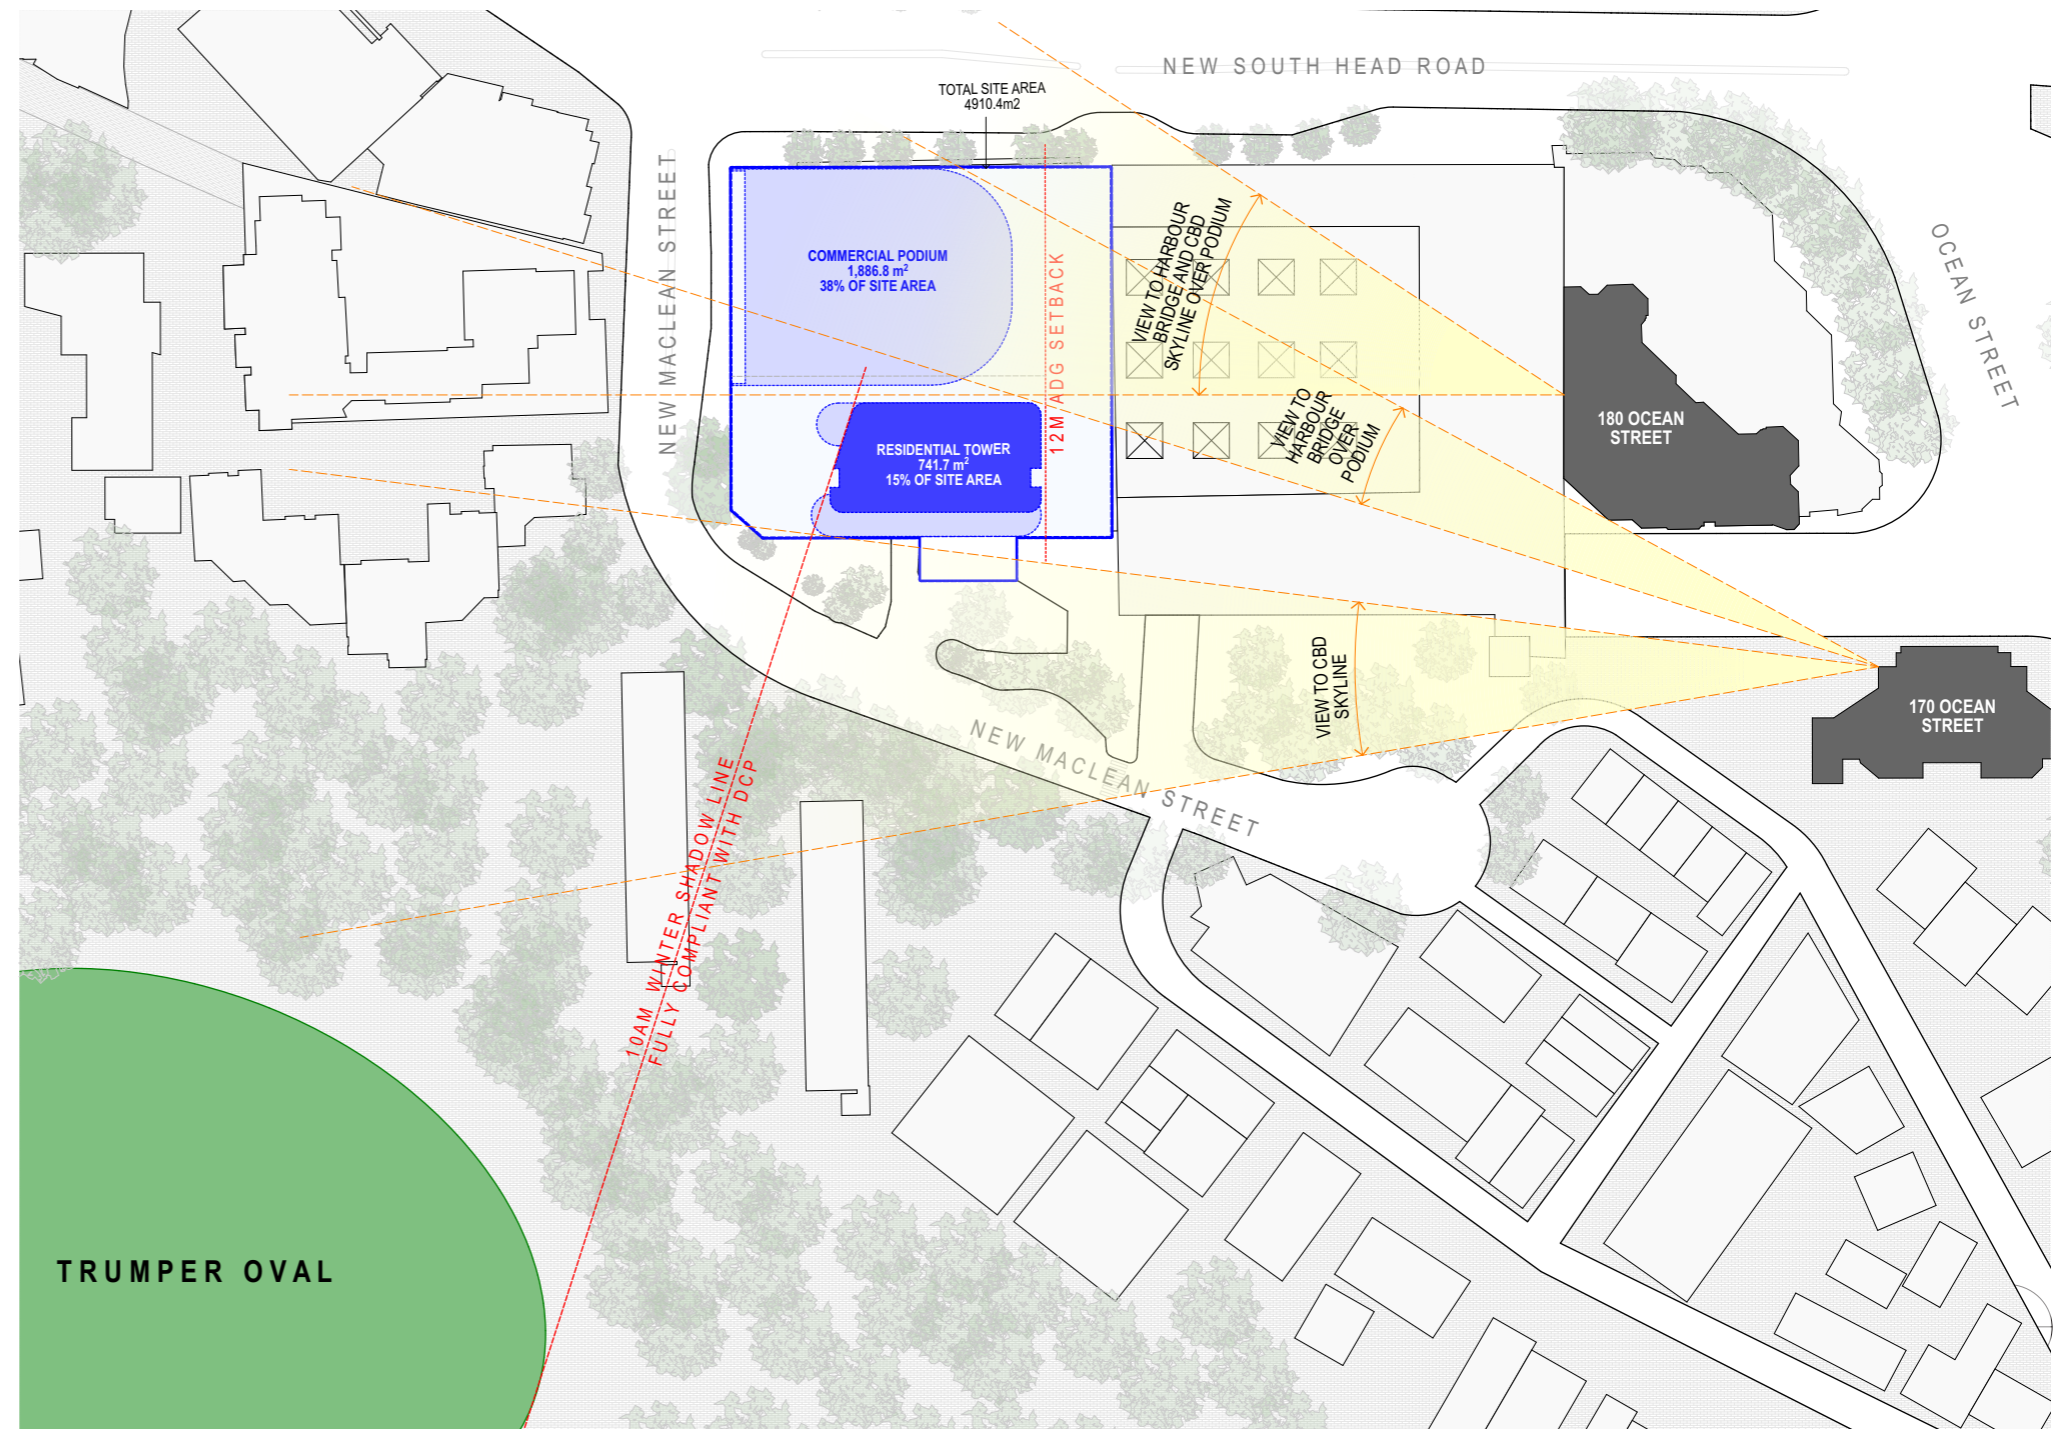 NEW SOUTH HEAD ROAD
TOTAL SITE AREA
4910.4m2
NEW MACLEAN STREET
COMMERCIAL PODIUM
1,886.8 m²
38% OF SITE AREA
12M ADG SETBACK
VIEW TO HARBOUR
BRIDGE AND CBD
SKYLINE OVER PODIUM
OCEAN STREET
VIEW TO
HARBOUR
BRIDGE
OVER
PODIUM
180 OCEAN
STREET
RESIDENTIAL TOWER
741.7 m²
15% OF SITE AREA
VIEW TO CBD
SKYLINE
170 OCEAN
STREET
NEW MACLEAN STREET
10AM WINTER SHADOW LINE
FULLY COMPLIANT WITH DCP
TRUMPER OVAL